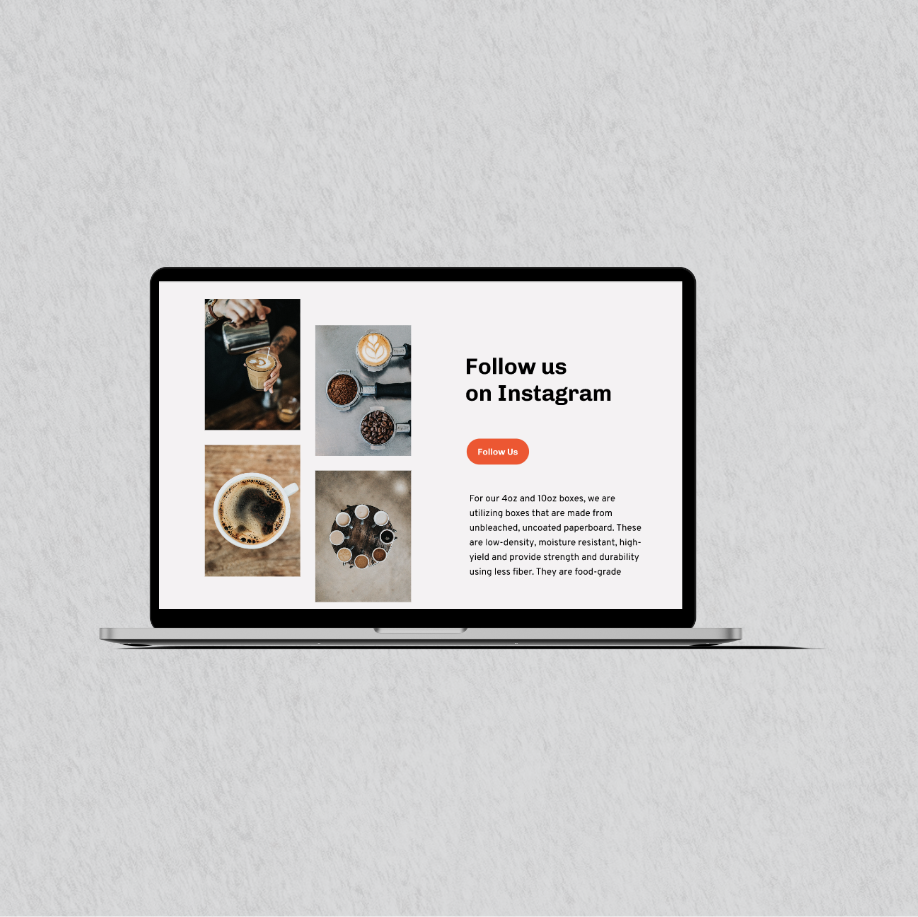 Follow us
on Instagram
Follow Us
For our 4oz and 10oz boxes, we are
utilizing boxes that are made from
unbleached, uncoated paperboard. These
are low-density, moisture resistant, high-
yield and provide strength and durability
using less fiber. They are food-grade